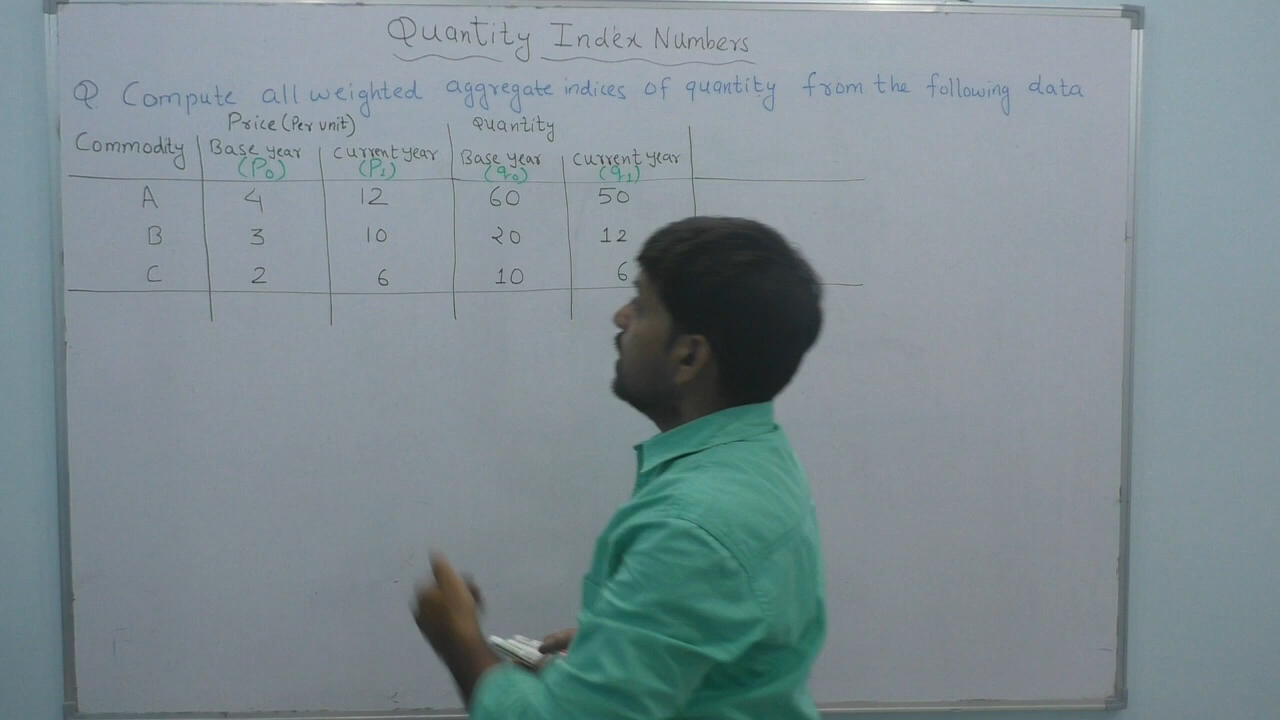 Quantity Index Numbers
Q Compute all weighted aggregate indices of quantity from the following data
Price (Per unit) Quantity
Commodity Base year Current year Base year Current year
(P₀) (P₁) (q₀) (q₁)
A 4 12 60 50
B 3 10 20 12
C 2 6 10 6